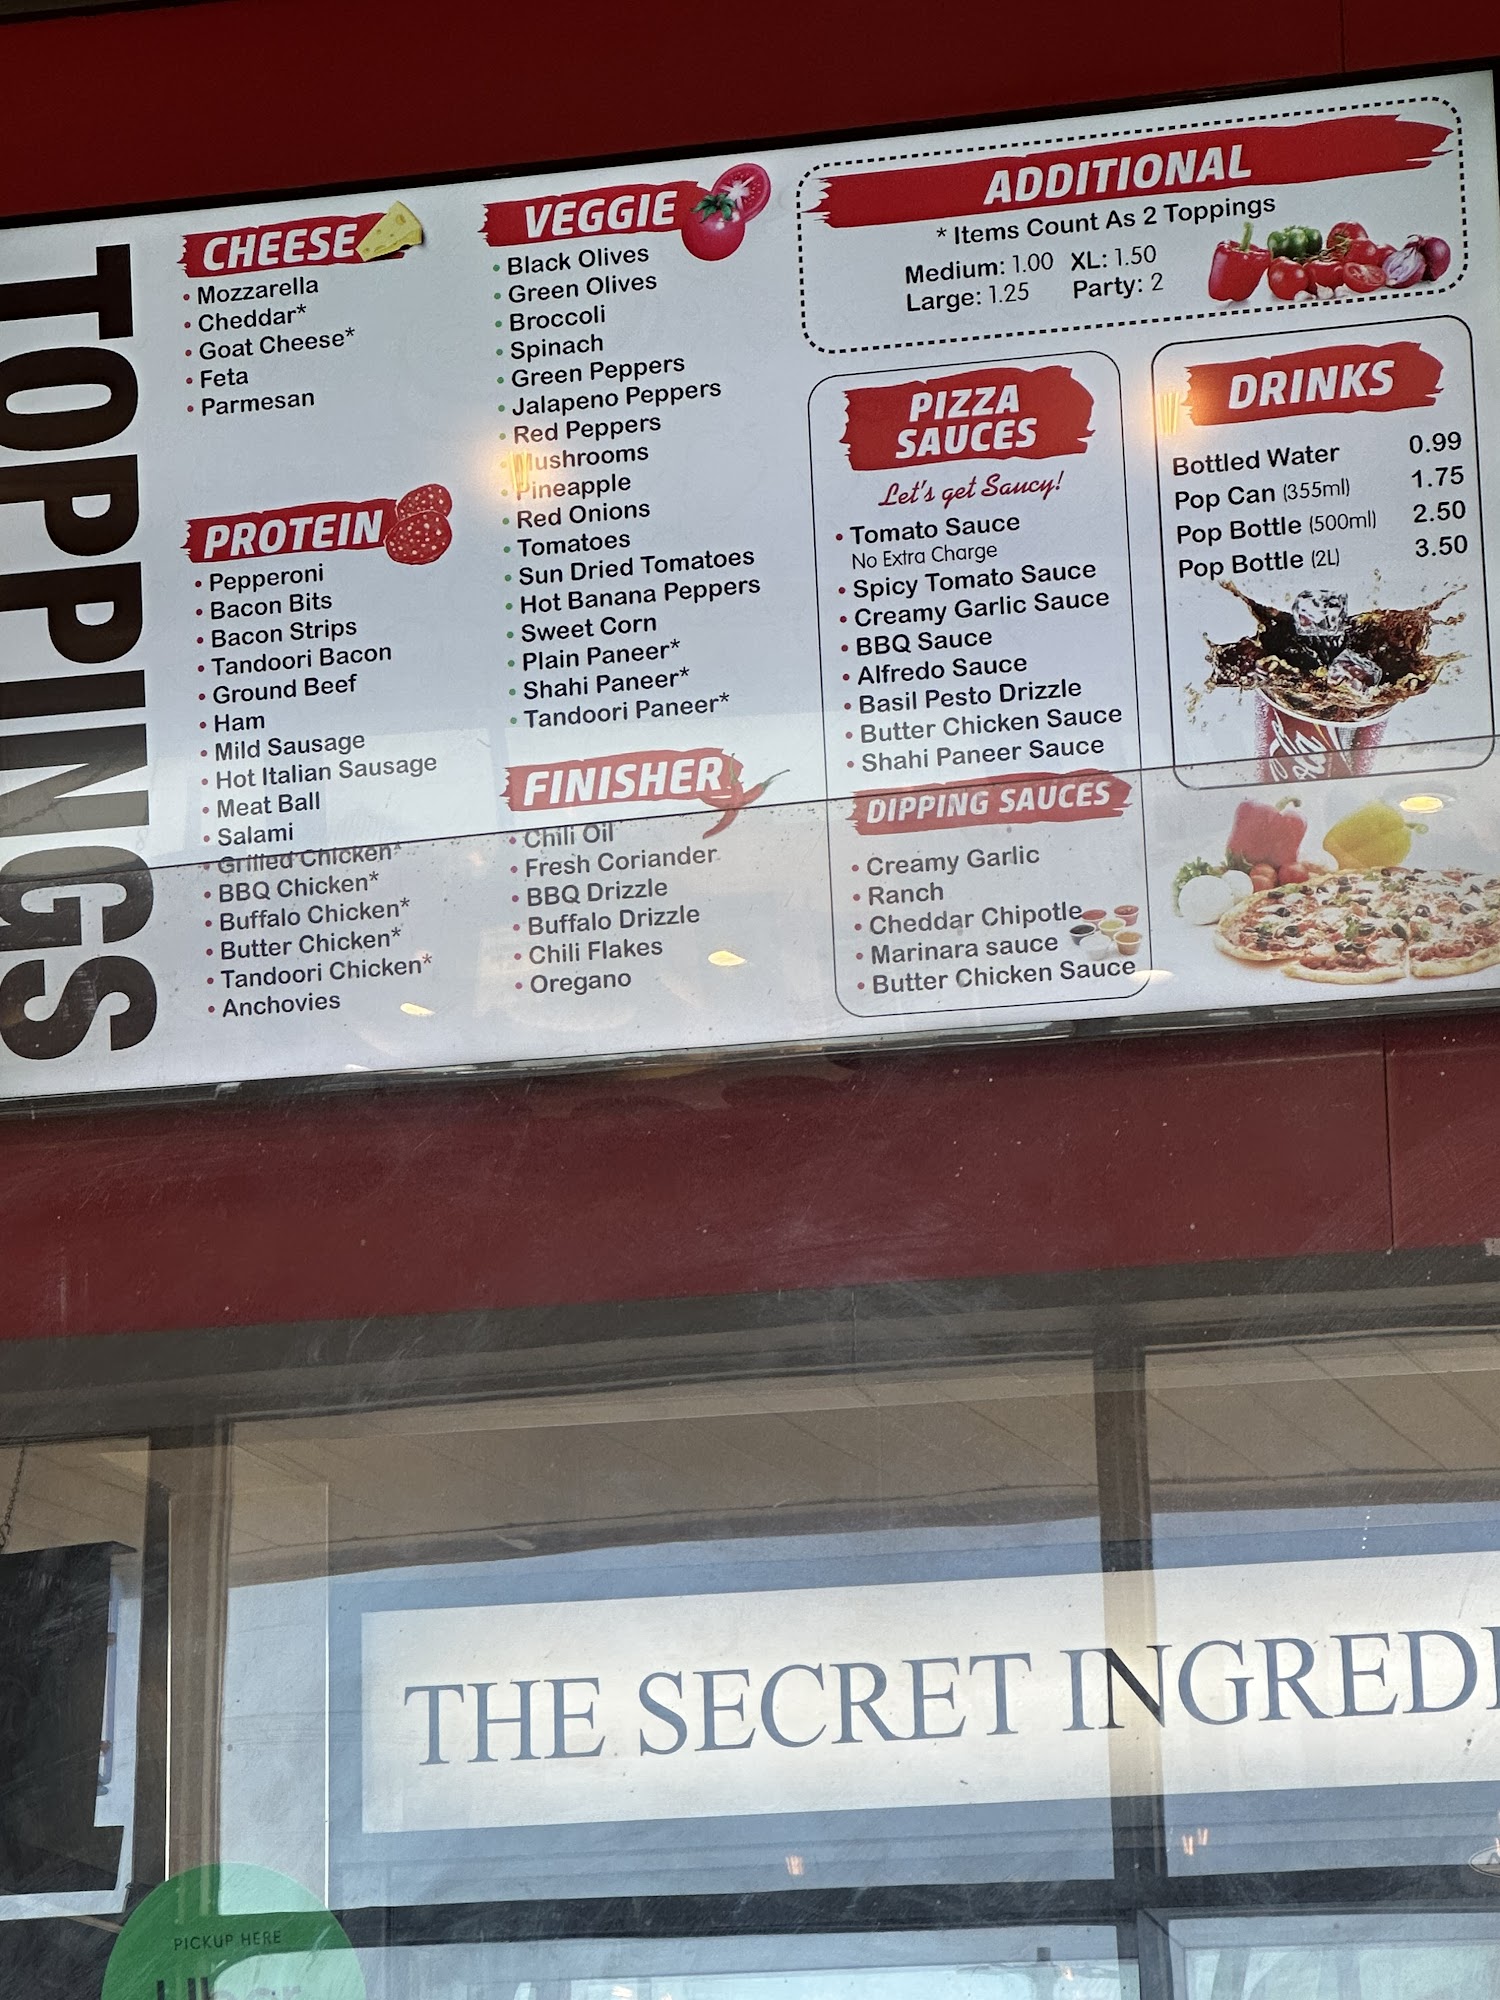 TOPPINGS
CHEESE
• Mozzarella
• Cheddar*
• Goat Cheese*
• Feta
• Parmesan
PROTEIN
• Pepperoni
• Bacon Bits
• Bacon Strips
• Tandoori Bacon
• Ground Beef
• Ham
• Mild Sausage
• Hot Italian Sausage
• Meat Ball
• Salami
• Grilled Chicken*
• BBQ Chicken*
• Buffalo Chicken*
• Butter Chicken*
• Tandoori Chicken*
• Anchovies
VEGGIE
• Black Olives
• Green Olives
• Broccoli
• Spinach
• Green Peppers
• Jalapeno Peppers
• Red Peppers
• Mushrooms
• Pineapple
• Red Onions
• Tomatoes
• Sun Dried Tomatoes
• Hot Banana Peppers
• Sweet Corn
• Plain Paneer*
• Shahi Paneer*
• Tandoori Paneer*
FINISHER
• Chili Oil
• Fresh Coriander
• BBQ Drizzle
• Buffalo Drizzle
• Chili Flakes
• Oregano
ADDITIONAL
* Items Count As 2 Toppings
Medium: 1.00 XL: 1.50
Large: 1.25 Party: 2
PIZZA
SAUCES
Let's get Saucy!
• Tomato Sauce
No Extra Charge
• Spicy Tomato Sauce
• Creamy Garlic Sauce
• BBQ Sauce
• Alfredo Sauce
• Basil Pesto Drizzle
• Butter Chicken Sauce
• Shahi Paneer Sauce
DIPPING SAUCES
• Creamy Garlic
• Ranch
• Cheddar Chipotle
• Marinara sauce
• Butter Chicken Sauce
DRINKS
Bottled Water 0.99
Pop Can (355ml) 1.75
Pop Bottle (500ml) 2.50
Pop Bottle (2L) 3.50
THE SECRET INGREDI
PICKUP HERE